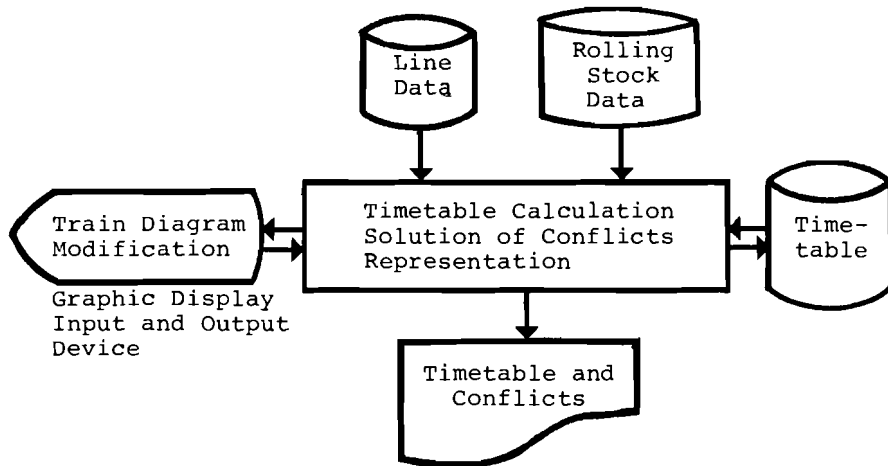 Line
Data
Rolling
Stock
Data
Train Diagram
Modification
Graphic Display
Input and Output
Device
Timetable Calculation
Solution of Conflicts
Representation
Time-
table
Timetable and
Conflicts